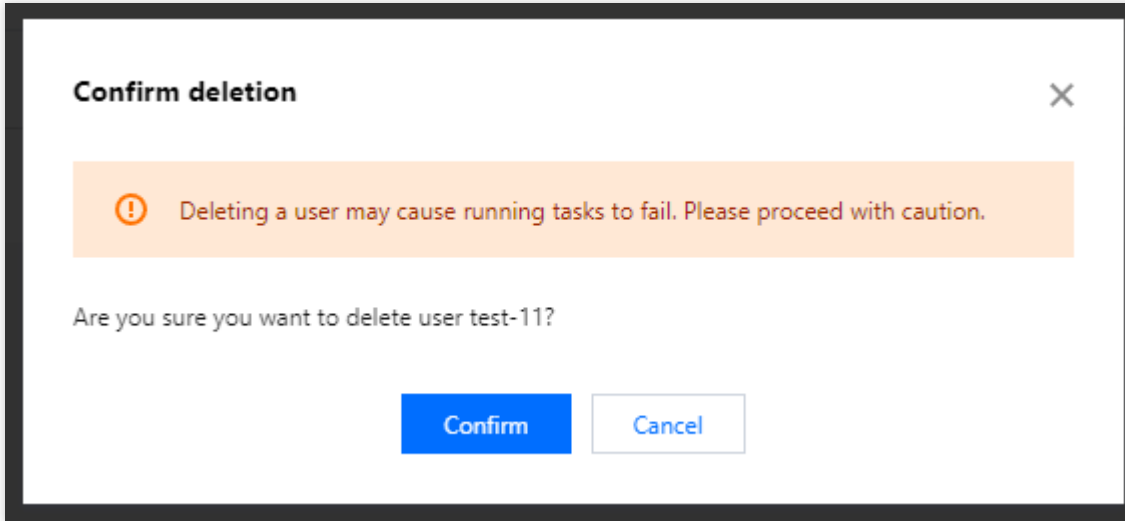 Confirm deletion
Deleting a user may cause running tasks to fail. Please proceed with caution.
Are you sure you want to delete user test-11?
Confirm
Cancel